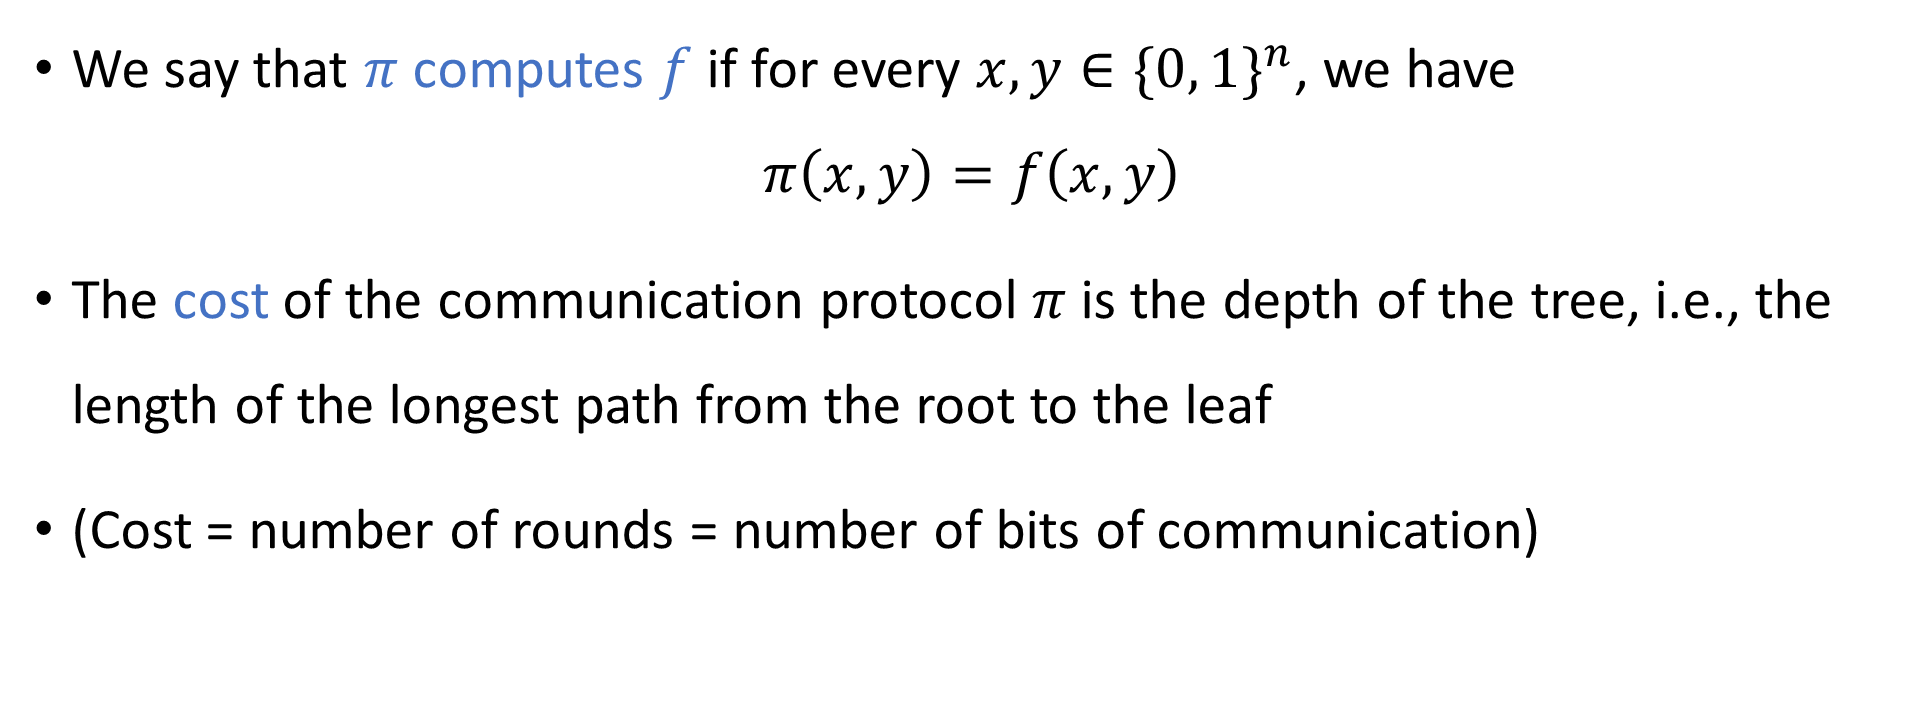 • We say that 𝜋 computes 𝑓 if for every 𝑥, 𝑦 ∈ {0, 1}ⁿ, we have
𝜋(𝑥, 𝑦) = 𝑓(𝑥, 𝑦)
• The cost of the communication protocol 𝜋 is the depth of the tree, i.e., the
length of the longest path from the root to the leaf
• (Cost = number of rounds = number of bits of communication)